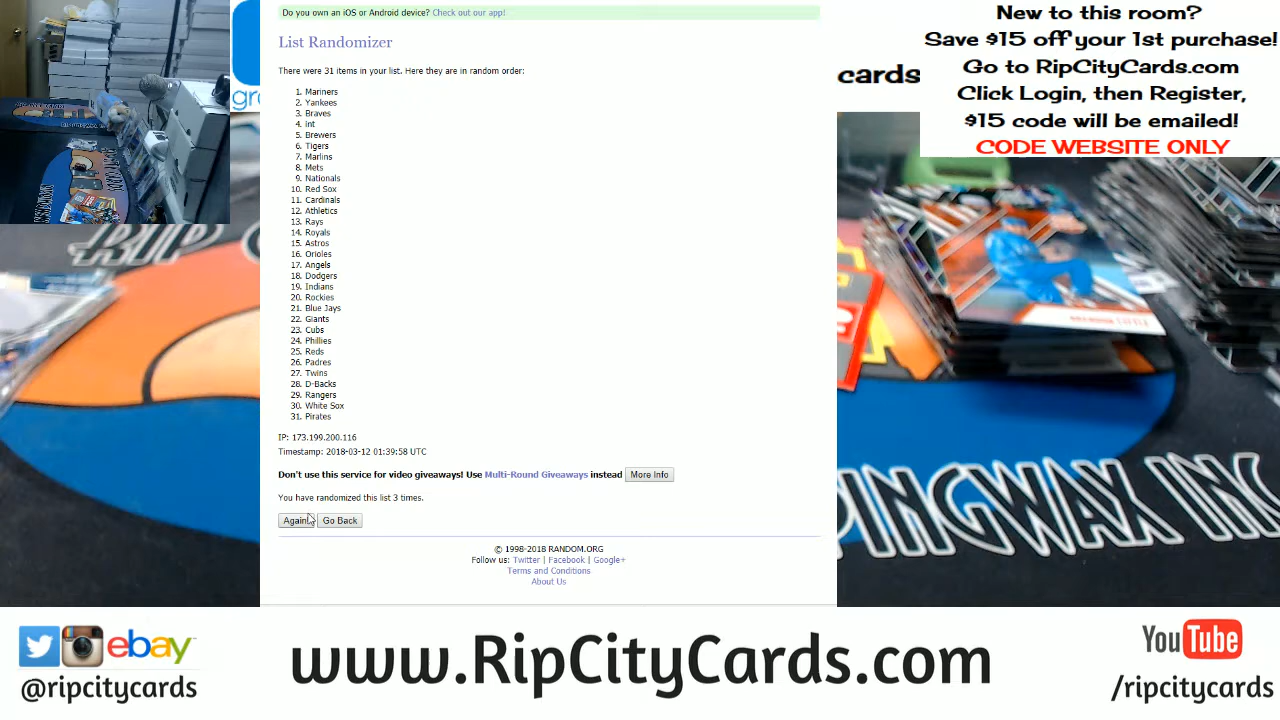 Do you own an iOS or Android device? Check out our app!
List Randomizer
There were 31 items in your list. Here they are in random order:
1. Mariners
2. Yankees
3. Braves
4. int
5. Brewers
6. Tigers
7. Marlins
8. Mets
9. Nationals
10. Red Sox
11. Cardinals
12. Athletics
13. Rays
14. Royals
15. Astros
16. Orioles
17. Angels
18. Dodgers
19. Indians
20. Rockies
21. Blue Jays
22. Giants
23. Cubs
24. Phillies
25. Reds
26. Padres
27. Twins
28. D-Backs
29. Rangers
30. White Sox
31. Pirates
IP: 173.199.200.116
Timestamp: 2018-03-12 01:39:58 UTC
Don't use this service for video giveaways! Use Multi-Round Giveaways instead More Info
You have randomized this list 3 times.
Again! Go Back
© 1998-2018 RANDOM.ORG
Follow us: Twitter | Facebook | Google+
Terms and Conditions
About Us
New to this room?
Save $15 off your 1st purchase!
Go to RipCityCards.com
Click Login, then Register,
$15 code will be emailed!
CODE WEBSITE ONLY
cards
RIP
PINGWAX INC
ebay
@ripcitycards
www.RipCityCards.com
YouTube
/ripcitycards